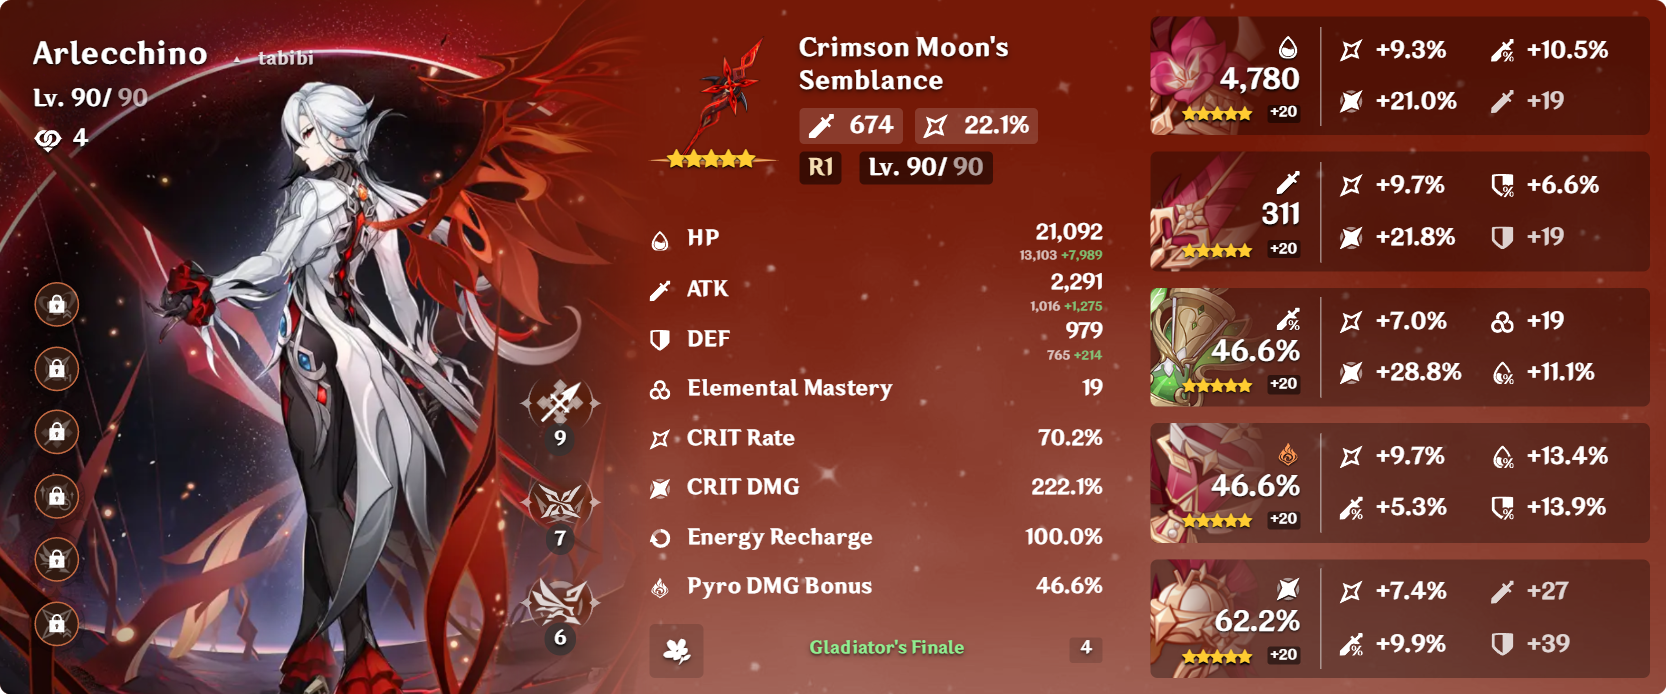 Arlecchino tabibi
Lv. 90/ 90
4
9
7
6
Crimson Moon's
Semblance
674 22.1%
R1 Lv. 90/ 90
HP 21,092
13,103 +7,989
ATK 2,291
1,016 +1,275
DEF 979
765 +214
Elemental Mastery 19
CRIT Rate 70.2%
CRIT DMG 222.1%
Energy Recharge 100.0%
Pyro DMG Bonus 46.6%
Gladiator's Finale 4
+9.3% +10.5%
4,780
+21.0% +19
+20
+9.7% +6.6%
311
+21.8% +19
+20
+7.0% +19
46.6%
+28.8% +11.1%
+20
+9.7% +13.4%
46.6%
+5.3% +13.9%
+20
+7.4% +27
62.2%
+9.9% +39
+20